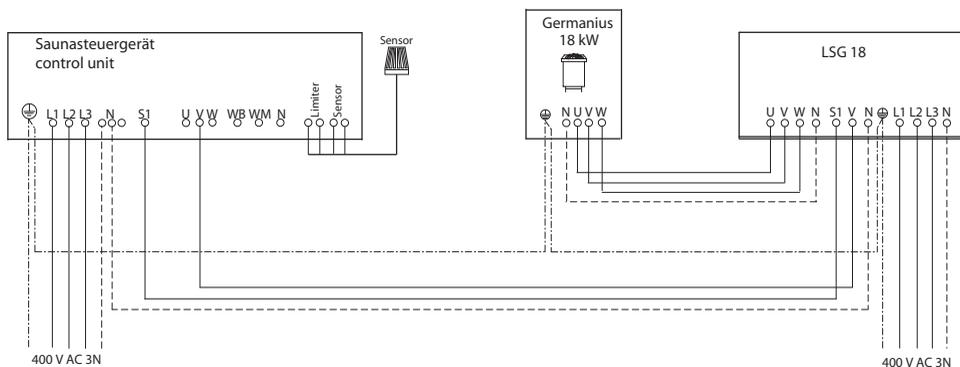 Saunasteuergerät
control unit
Sensor
Germanius
18 kW
LSG 18
L1 L2 L3 N S1 U V W WB WM N
Limiter
Sensor
N U V W
U V W N S1 V N L1 L2 L3 N
400 V AC 3N
400 V AC 3N